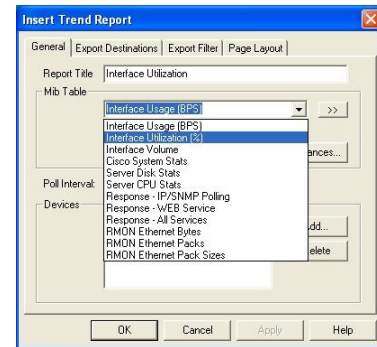 Insert Trend Report
General Export Destinations Export Filter Page Layout
Report Title Interface Utilization
Mib Table
Interface Usage (BPS) >>
Interface Usage (BPS)
Interface Utilization (%)
Interface Volume
Cisco System Stats ances...
Server Disk Stats
Server CPU Stats
Poll Interval:
Response - IP/SNMP Polling
Devices
Response - WEB Service
Response - All Services
RMON Ethernet Bytes dd...
RMON Ethernet Packs
RMON Ethernet Pack Sizes elete
OK Cancel Apply Help